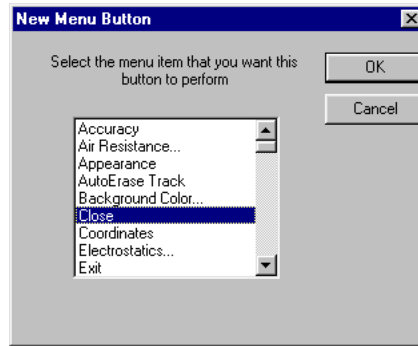 New Menu Button
Select the menu item that you want this
button to perform
OK
Cancel
Accuracy
Air Resistance...
Appearance
AutoErase Track
Background Color...
Close
Coordinates
Electrostatics...
Exit